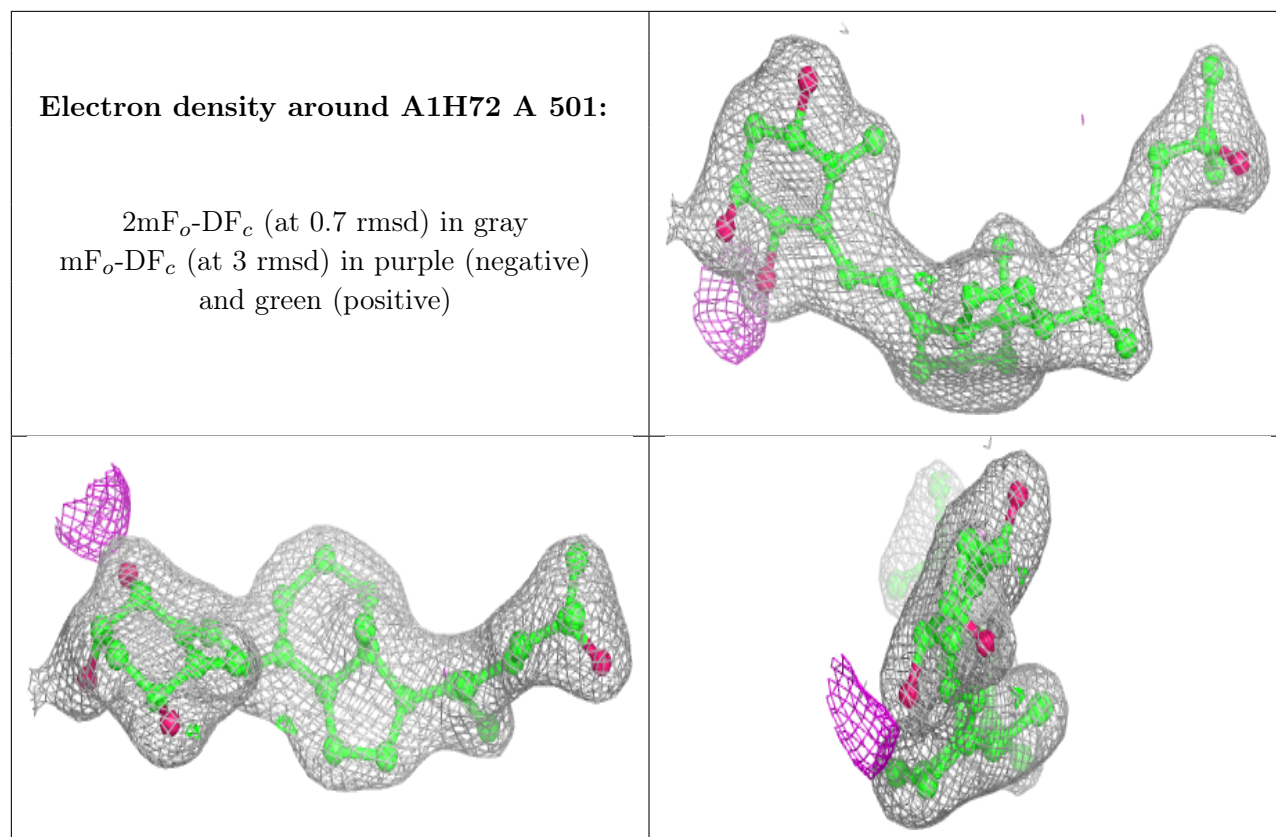 Electron density around A1H72 A 501:
2mFₒ-DF𝒸 (at 0.7 rmsd) in gray
mFₒ-DF𝒸 (at 3 rmsd) in purple (negative)
and green (positive)